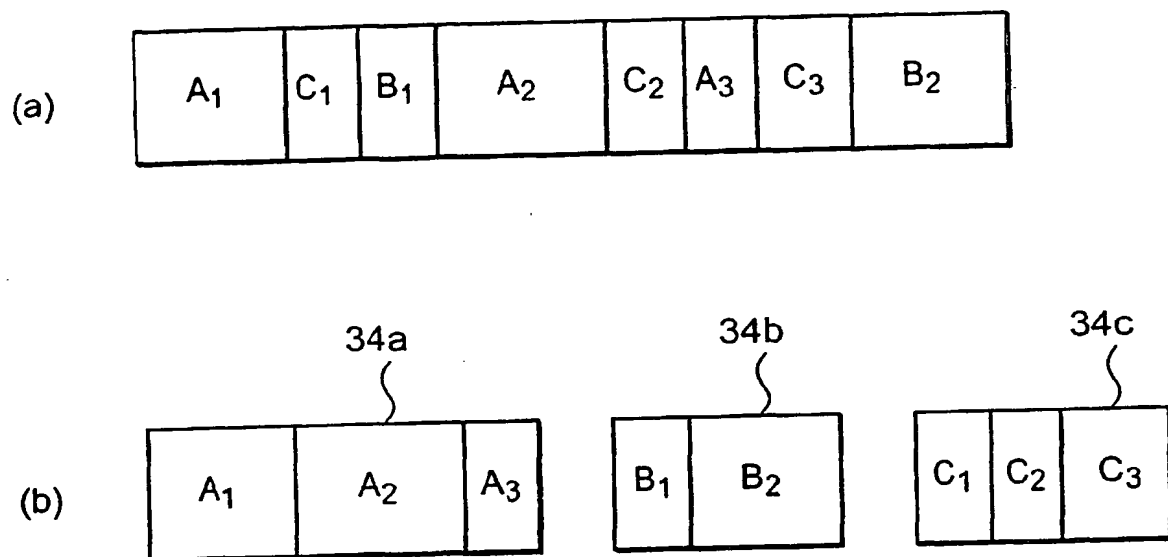 (a) A₁ C₁ B₁ A₂ C₂ A₃ C₃ B₂
34a 34b 34c
(b) A₁ A₂ A₃ B₁ B₂ C₁ C₂ C₃